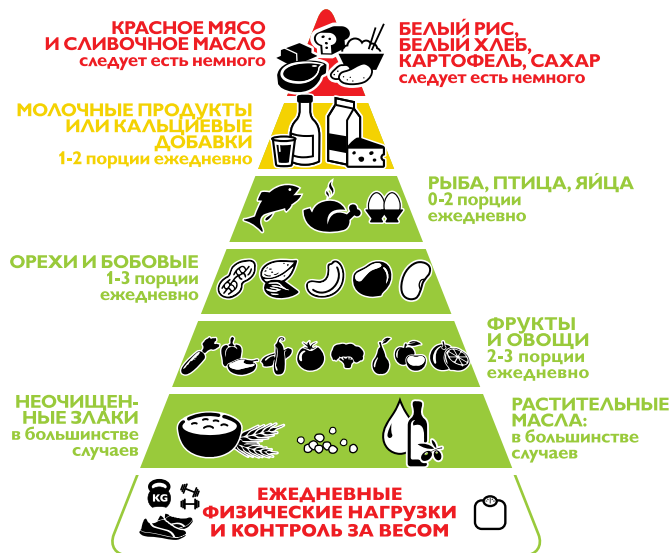 КРАСНОЕ МЯСО
И СЛИВОЧНОЕ МАСЛО
следует есть немного
БЕЛЫЙ РИС,
БЕЛЫЙ ХЛЕБ,
КАРТОФЕЛЬ, САХАР
следует есть немного
МОЛОЧНЫЕ ПРОДУКТЫ
ИЛИ КАЛЬЦИЕВЫЕ
ДОБАВКИ
1-2 порции ежедневно
РЫБА, ПТИЦА, ЯЙЦА
0-2 порции
ежедневно
ОРЕХИ И БОБОВЫЕ
1-3 порции
ежедневно
ФРУКТЫ
И ОВОЩИ
2-3 порции
ежедневно
НЕОЧИЩЕН-
НЫЕ ЗЛАКИ
в большинстве
случаев
РАСТИТЕЛЬНЫЕ
МАСЛА:
в большинстве
случаев
KG
ЕЖЕДНЕВНЫЕ
ФИЗИЧЕСКИЕ НАГРУЗКИ
И КОНТРОЛЬ ЗА ВЕСОМ